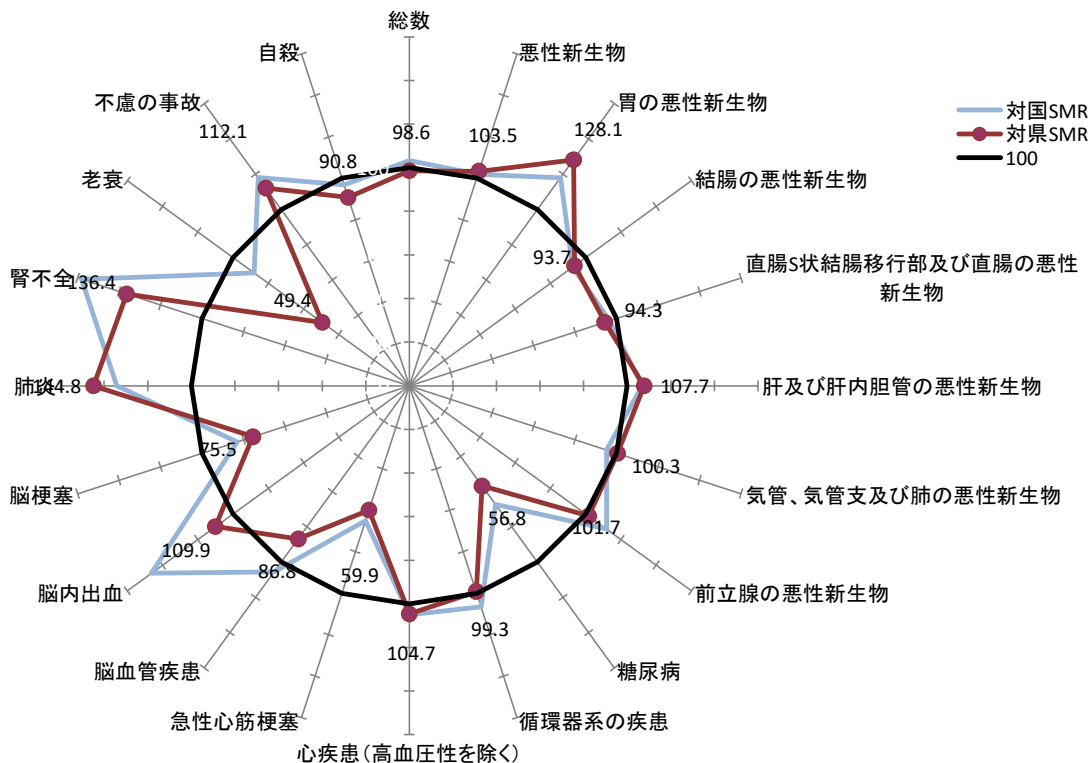 総数
悪性新生物
胃の悪性新生物
結腸の悪性新生物
直腸S状結腸移行部及び直腸の悪性
新生物
肝及び肝内胆管の悪性新生物
気管、気管支及び肺の悪性新生物
前立腺の悪性新生物
糖尿病
循環器系の疾患
心疾患(高血圧性を除く)
急性心筋梗塞
脳血管疾患
脳内出血
脳梗塞
肺炎
腎不全
老衰
不慮の事故
自殺
98.6
103.5
128.1
93.7
94.3
107.7
100.3
101.7
56.8
99.3
104.7
59.9
86.8
109.9
75.5
144.8
136.4
49.4
112.1
90.8
100
対国SMR
対県SMR
100